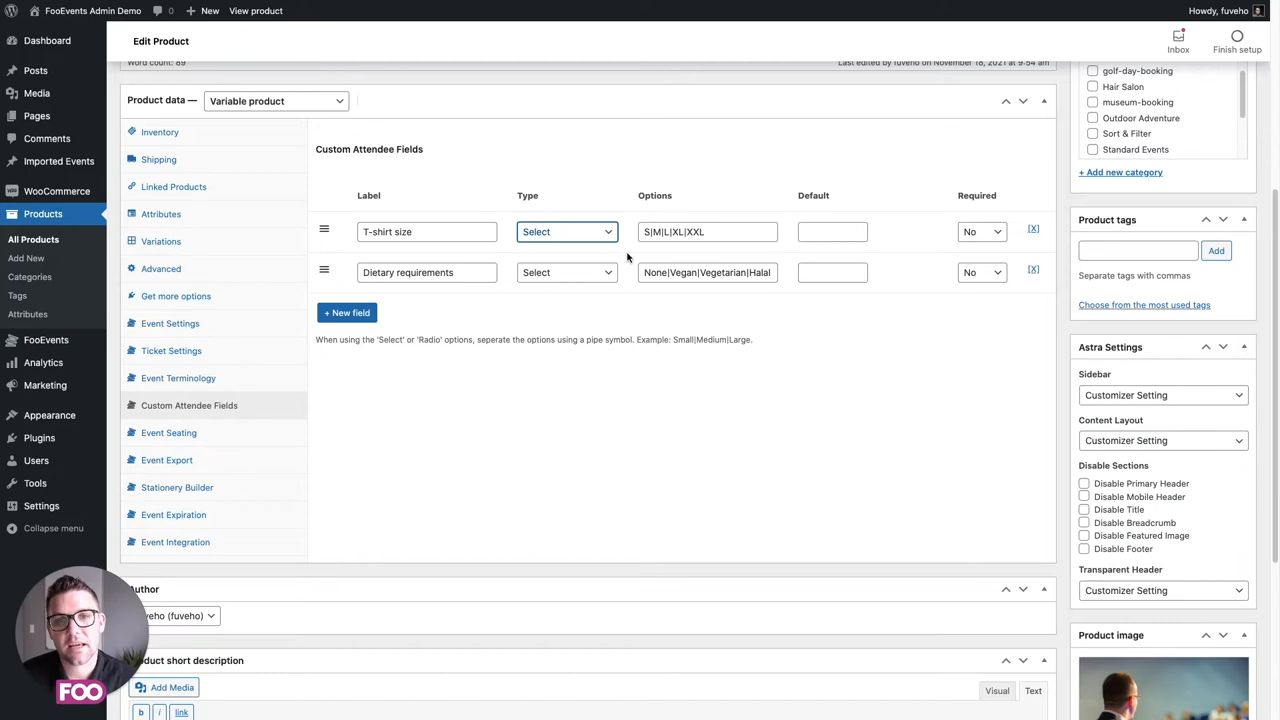 FooEvents Admin Demo
0
New
View product
Howdy, fuveho
Edit Product
Inbox
Finish setup
Dashboard
Posts
Media
Pages
Comments
Imported Events
WooCommerce
Products
All Products
Add New
Categories
Tags
Attributes
FooEvents
Analytics
Marketing
Appearance
Plugins
Users
Tools
Settings
Collapse menu
Word count: 89
Last edited by fuveho on November 18, 2021 at 9:54 am
Product data —
Variable product
Inventory
Shipping
Linked Products
Attributes
Variations
Advanced
Get more options
Event Settings
Ticket Settings
Event Terminology
Custom Attendee Fields
Event Seating
Event Export
Stationery Builder
Event Expiration
Event Integration
Custom Attendee Fields
Label Type Options Default Required
T-shirt size Select S|M|L|XL|XXL No [X]
Dietary requirements Select None|Vegan|Vegetarian|Halal No [X]
+ New field
When using the 'Select' or 'Radio' options, seperate the options using a pipe symbol. Example: Small|Medium|Large.
Author
veho (fuveho)
oduct short description
Add Media
Visual Text
b i link
FOO
golf-day-booking
Hair Salon
museum-booking
Outdoor Adventure
Sort & Filter
Standard Events
+ Add new category
Product tags
Add
Separate tags with commas
Choose from the most used tags
Astra Settings
Sidebar
Customizer Setting
Content Layout
Customizer Setting
Disable Sections
Disable Primary Header
Disable Mobile Header
Disable Title
Disable Breadcrumb
Disable Featured Image
Disable Footer
Transparent Header
Customizer Setting
Product image